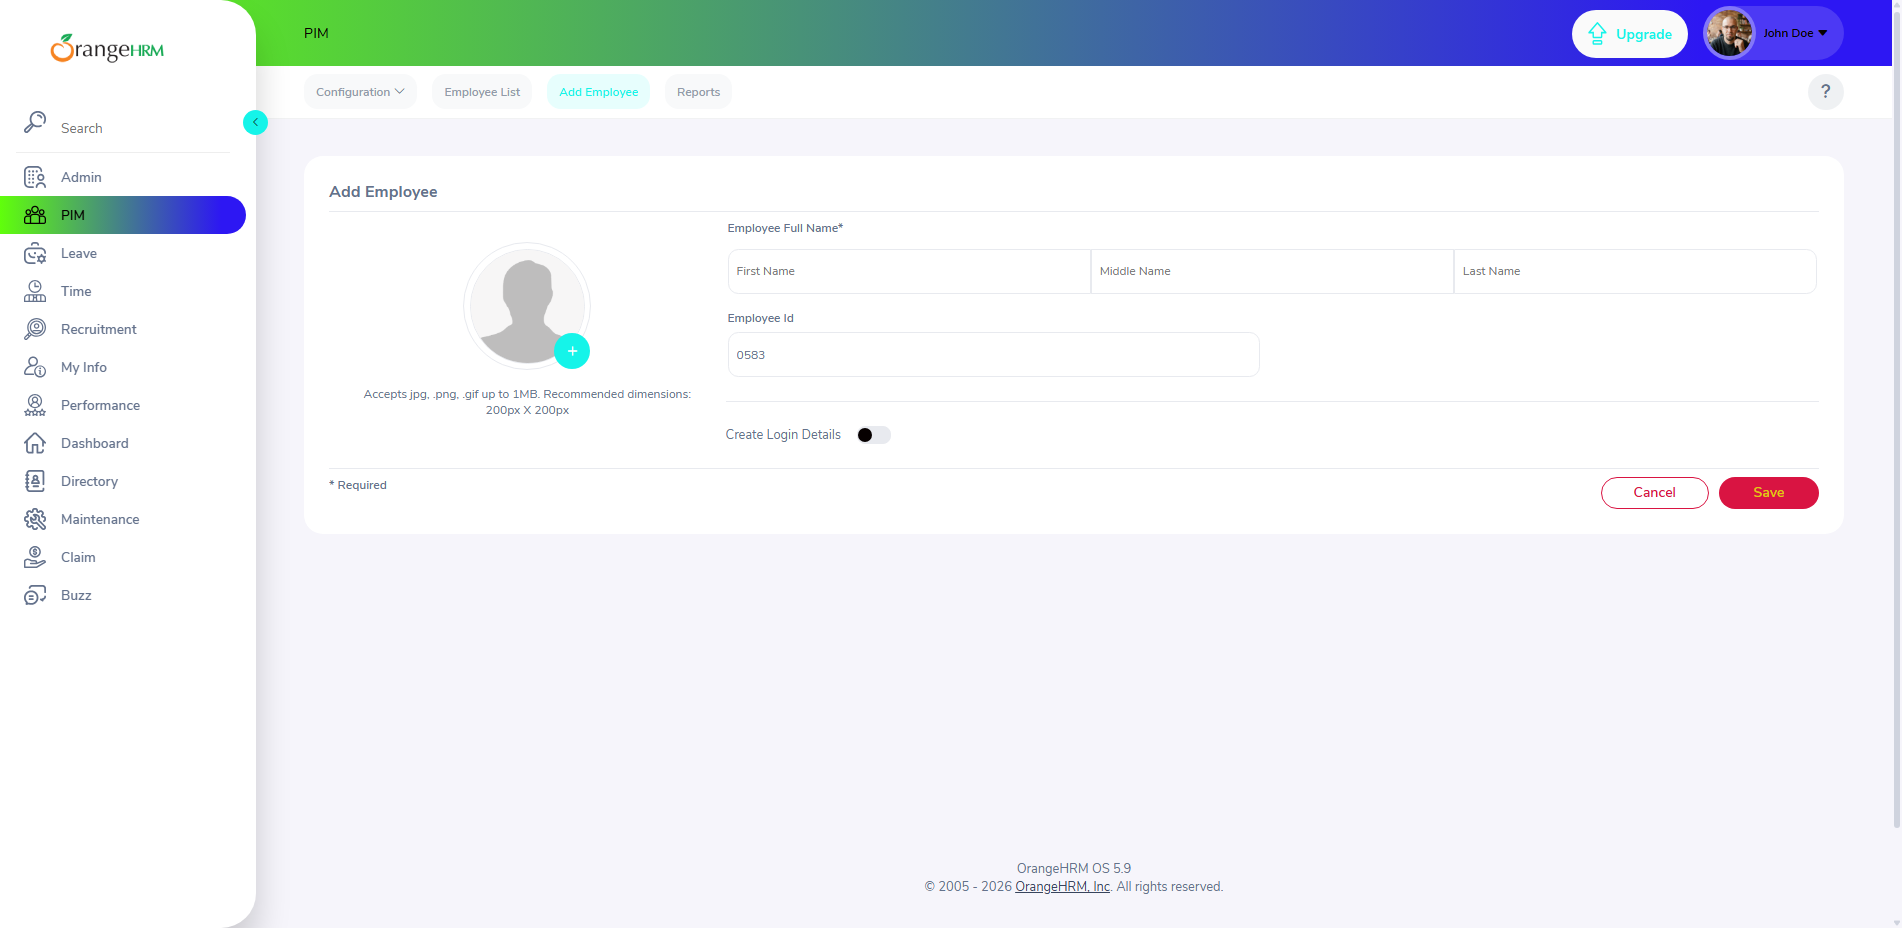 OrangeHRM
Search
Admin
PIM
Leave
Time
Recruitment
My Info
Performance
Dashboard
Directory
Maintenance
Claim
Buzz
PIM
Upgrade
John Doe
Configuration
Employee List
Add Employee
Reports
?
Add Employee
Employee Full Name*
First Name
Middle Name
Last Name
Employee Id
0583
Accepts jpg, .png, .gif up to 1MB. Recommended dimensions:
200px X 200px
Create Login Details
* Required
Cancel
Save
OrangeHRM OS 5.9
© 2005 - 2026 OrangeHRM, Inc. All rights reserved.